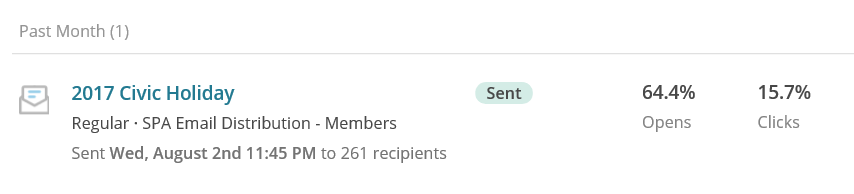 Past Month (1)
2017 Civic Holiday Sent 64.4% 15.7%
Regular · SPA Email Distribution - Members Opens Clicks
Sent Wed, August 2nd 11:45 PM to 261 recipients